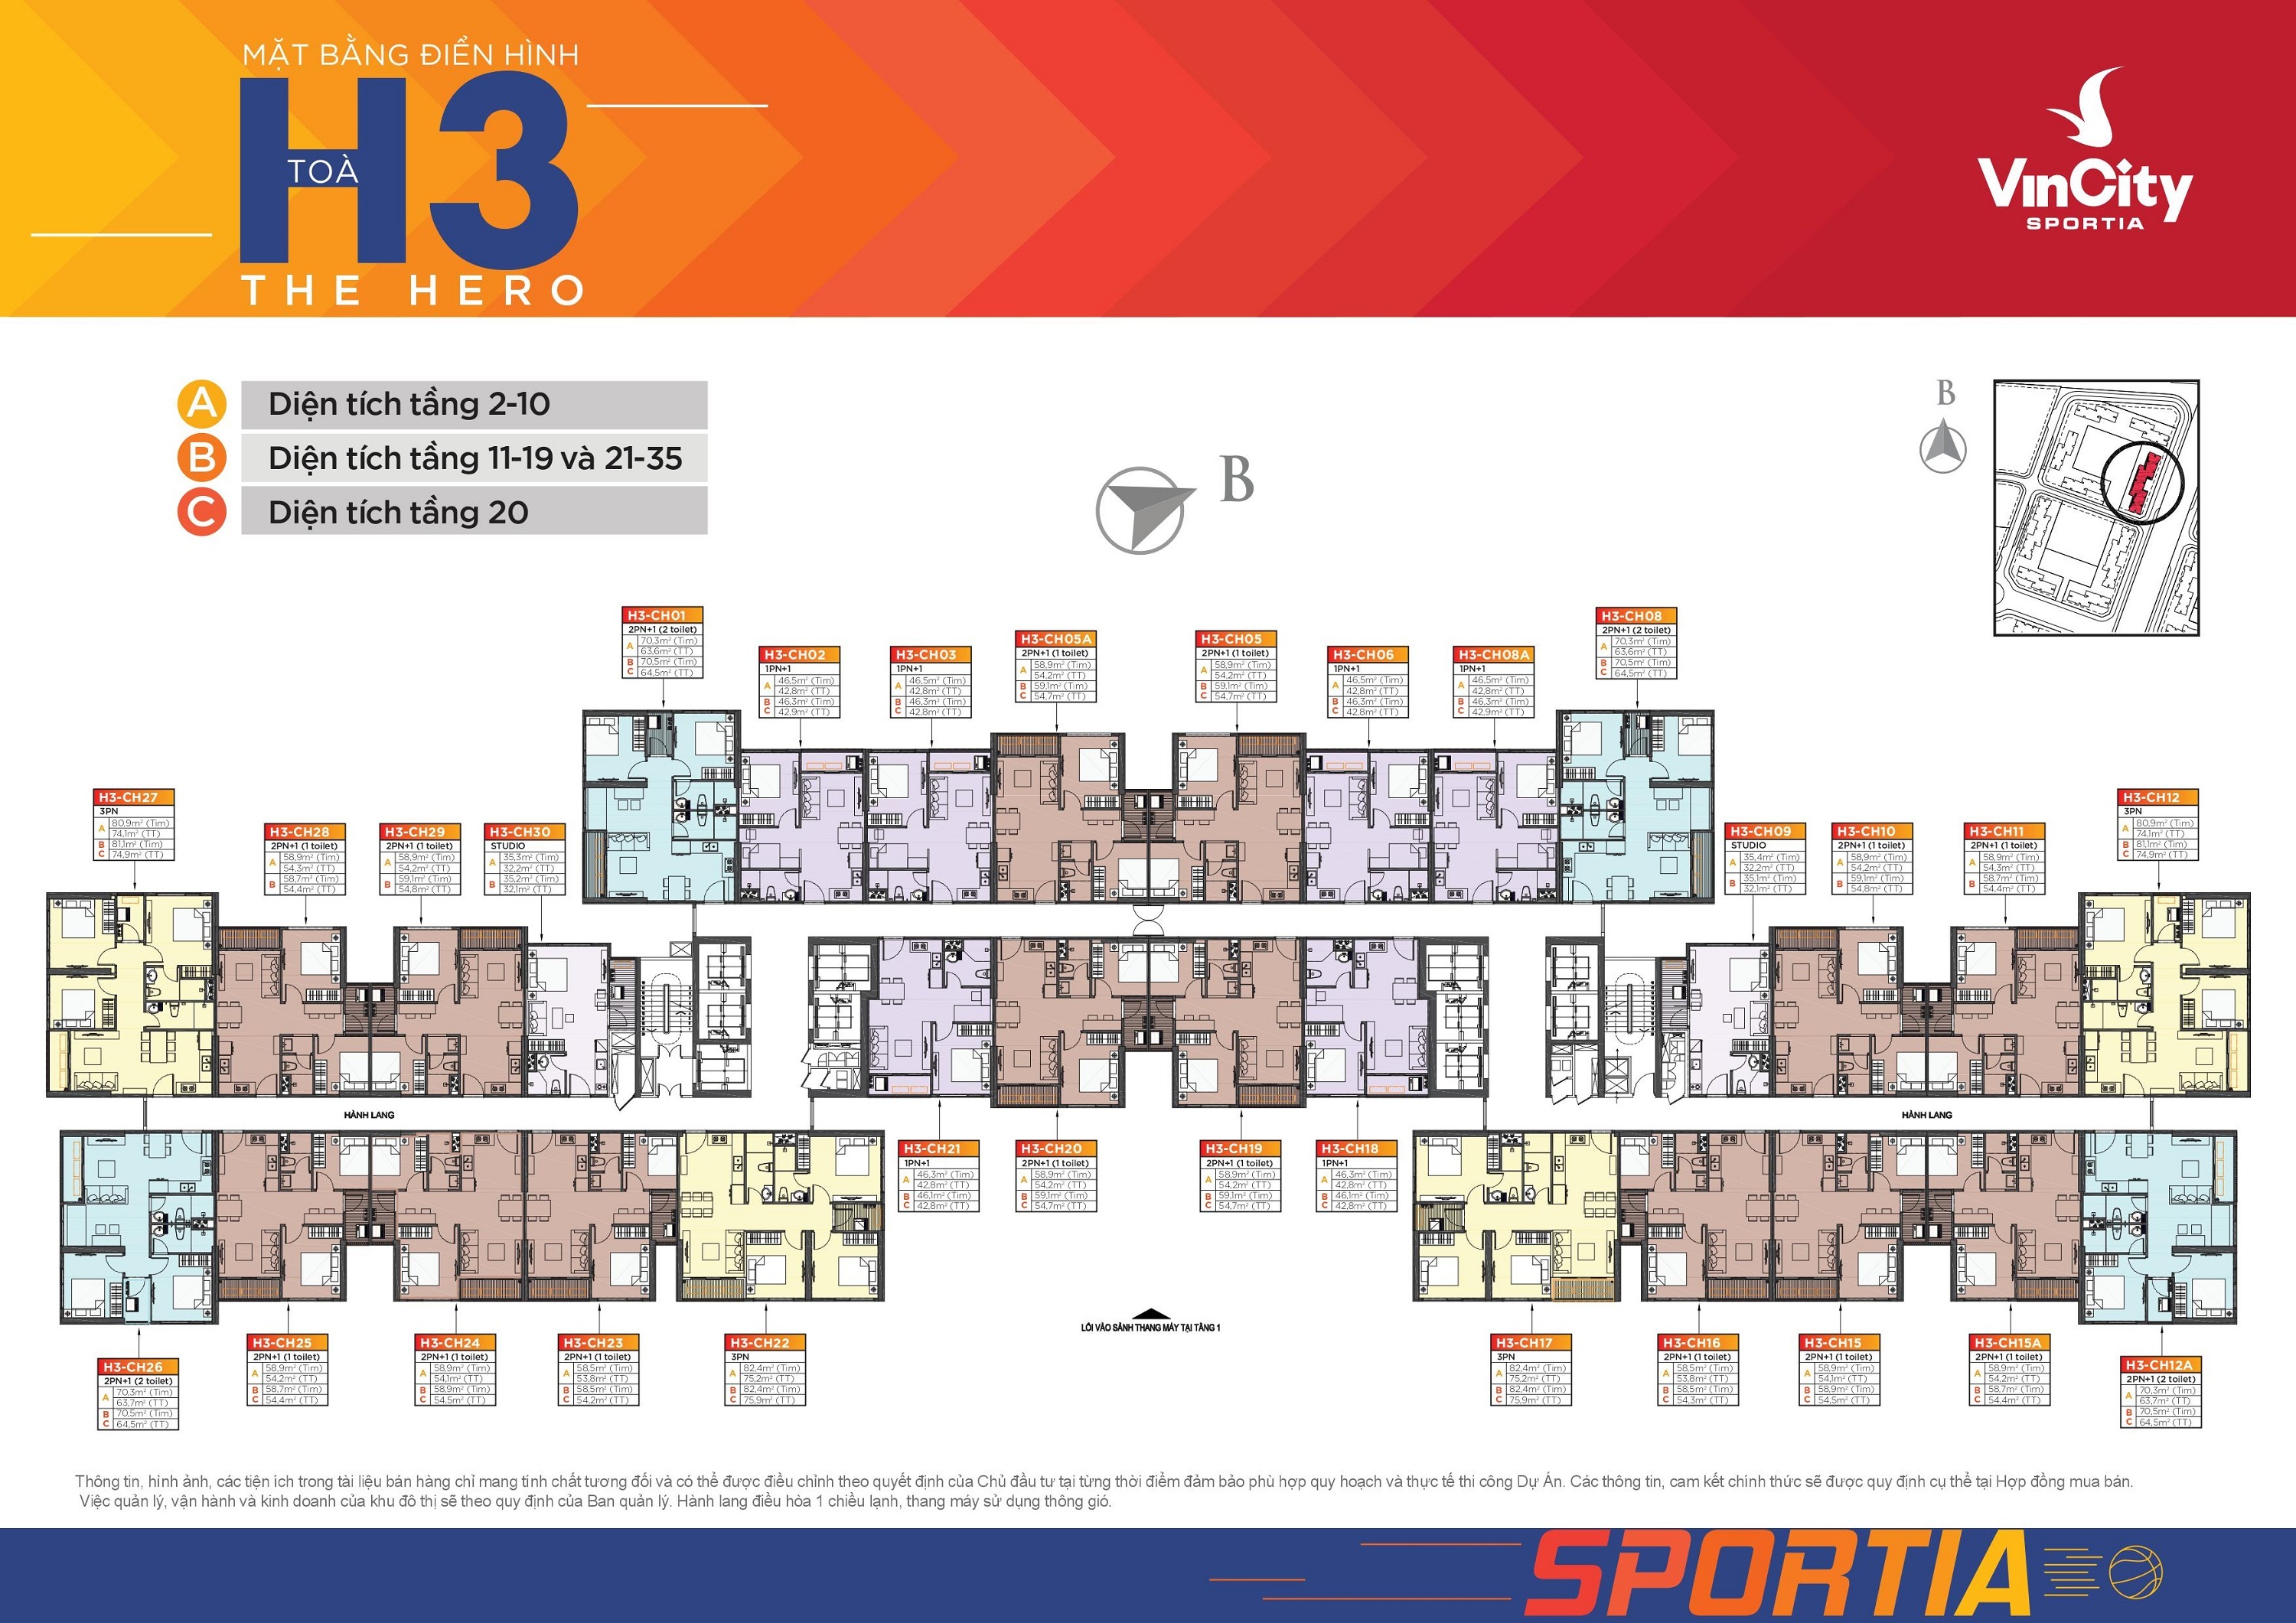 MẶT BẰNG ĐIỂN HÌNH
TOÀ
H3
THE HERO
VinCity
SPORTIA
A Diện tích tầng 2-10
B Diện tích tầng 11-19 và 21-35
C Diện tích tầng 20
B
B
H3-CH01
2PN+1 (2 toilet)
A 70,3m² (Tim)
63,6m² (TT)
B 70,5m² (Tim)
C 64,5m² (TT)
H3-CH02
1PN+1
A 46,5m² (Tim)
42,8m² (TT)
B 46,3m² (Tim)
C 42,9m² (TT)
H3-CH03
1PN+1
A 46,5m² (Tim)
42,8m² (TT)
B 46,3m² (Tim)
C 42,8m² (TT)
H3-CH05A
2PN+1 (1 toilet)
A 58,9m² (Tim)
54,2m² (TT)
B 59,1m² (Tim)
C 54,7m² (TT)
H3-CH05
2PN+1 (1 toilet)
A 58,9m² (Tim)
54,2m² (TT)
B 59,1m² (Tim)
C 54,7m² (TT)
H3-CH06
1PN+1
A 46,5m² (Tim)
42,8m² (TT)
B 46,3m² (Tim)
C 42,8m² (TT)
H3-CH08A
1PN+1
A 46,5m² (Tim)
42,8m² (TT)
B 46,3m² (Tim)
C 42,9m² (TT)
H3-CH08
2PN+1 (2 toilet)
A 70,3m² (Tim)
63,6m² (TT)
B 70,5m² (Tim)
C 64,5m² (TT)
H3-CH27
3PN
A 80,9m² (Tim)
74,1m² (TT)
B 81,1m² (Tim)
C 74,9m² (TT)
H3-CH28
2PN+1 (1 toilet)
A 58,9m² (Tim)
54,3m² (TT)
B 58,7m² (Tim)
54,4m² (TT)
H3-CH29
2PN+1 (1 toilet)
A 58,9m² (Tim)
54,2m² (TT)
B 59,1m² (Tim)
54,8m² (TT)
H3-CH30
STUDIO
A 35,3m² (Tim)
32,2m² (TT)
B 35,2m² (Tim)
32,1m² (TT)
H3-CH09
STUDIO
A 35,4m² (Tim)
32,2m² (TT)
B 35,1m² (Tim)
32,1m² (TT)
H3-CH10
2PN+1 (1 toilet)
A 58,9m² (Tim)
54,2m² (TT)
B 59,1m² (Tim)
54,8m² (TT)
H3-CH11
2PN+1 (1 toilet)
A 58,9m² (Tim)
54,3m² (TT)
B 58,7m² (Tim)
54,4m² (TT)
H3-CH12
3PN
A 80,9m² (Tim)
74,1m² (TT)
B 81,1m² (Tim)
C 74,9m² (TT)
HÀNH LANG
HÀNH LANG
H3-CH21
1PN+1
A 46,3m² (Tim)
42,8m² (TT)
B 46,1m² (Tim)
C 42,8m² (TT)
H3-CH20
2PN+1 (1 toilet)
A 58,9m² (Tim)
54,2m² (TT)
B 59,1m² (Tim)
C 54,7m² (TT)
H3-CH19
2PN+1 (1 toilet)
A 58,9m² (Tim)
54,2m² (TT)
B 59,1m² (Tim)
C 54,7m² (TT)
H3-CH18
1PN+1
A 46,3m² (Tim)
42,8m² (TT)
B 46,1m² (Tim)
C 42,8m² (TT)
LỐI VÀO SẢNH THANG MÁY TẠI TẦNG 1
H3-CH26
2PN+1 (2 toilet)
A 70,3m² (Tim)
63,7m² (TT)
B 70,5m² (Tim)
C 64,5m² (TT)
H3-CH25
2PN+1 (1 toilet)
A 58,9m² (Tim)
54,2m² (TT)
B 58,7m² (Tim)
C 54,4m² (TT)
H3-CH24
2PN+1 (1 toilet)
A 58,9m² (Tim)
54,1m² (TT)
B 58,9m² (Tim)
C 54,5m² (TT)
H3-CH23
2PN+1 (1 toilet)
A 58,5m² (Tim)
53,8m² (TT)
B 58,5m² (Tim)
C 54,2m² (TT)
H3-CH22
3PN
A 82,4m² (Tim)
75,2m² (TT)
B 82,4m² (Tim)
C 75,9m² (TT)
H3-CH17
3PN
A 82,4m² (Tim)
75,2m² (TT)
B 82,4m² (Tim)
C 75,9m² (TT)
H3-CH16
2PN+1 (1 toilet)
A 58,5m² (Tim)
53,8m² (TT)
B 58,5m² (Tim)
C 54,3m² (TT)
H3-CH15
2PN+1 (1 toilet)
A 58,9m² (Tim)
54,1m² (TT)
B 58,9m² (Tim)
C 54,5m² (TT)
H3-CH15A
2PN+1 (1 toilet)
A 58,9m² (Tim)
54,2m² (TT)
B 58,7m² (Tim)
C 54,4m² (TT)
H3-CH12A
2PN+1 (2 toilet)
A 70,3m² (Tim)
63,7m² (TT)
B 70,5m² (Tim)
C 64,5m² (TT)
Thông tin, hình ảnh, các tiện ích trong tài liệu bán hàng chỉ mang tính chất tương đối và có thể được điều chỉnh theo quyết định của Chủ đầu tư tại từng thời điểm đảm bảo phù hợp quy hoạch và thực tế thi công Dự Án. Các thông tin, cam kết chính thức sẽ được quy định cụ thể tại Hợp đồng mua bán.
Việc quản lý, vận hành và kinh doanh của khu đô thị sẽ theo quy định của Ban quản lý. Hành lang điều hòa 1 chiều lạnh, thang máy sử dụng thông gió.
SPORTIA